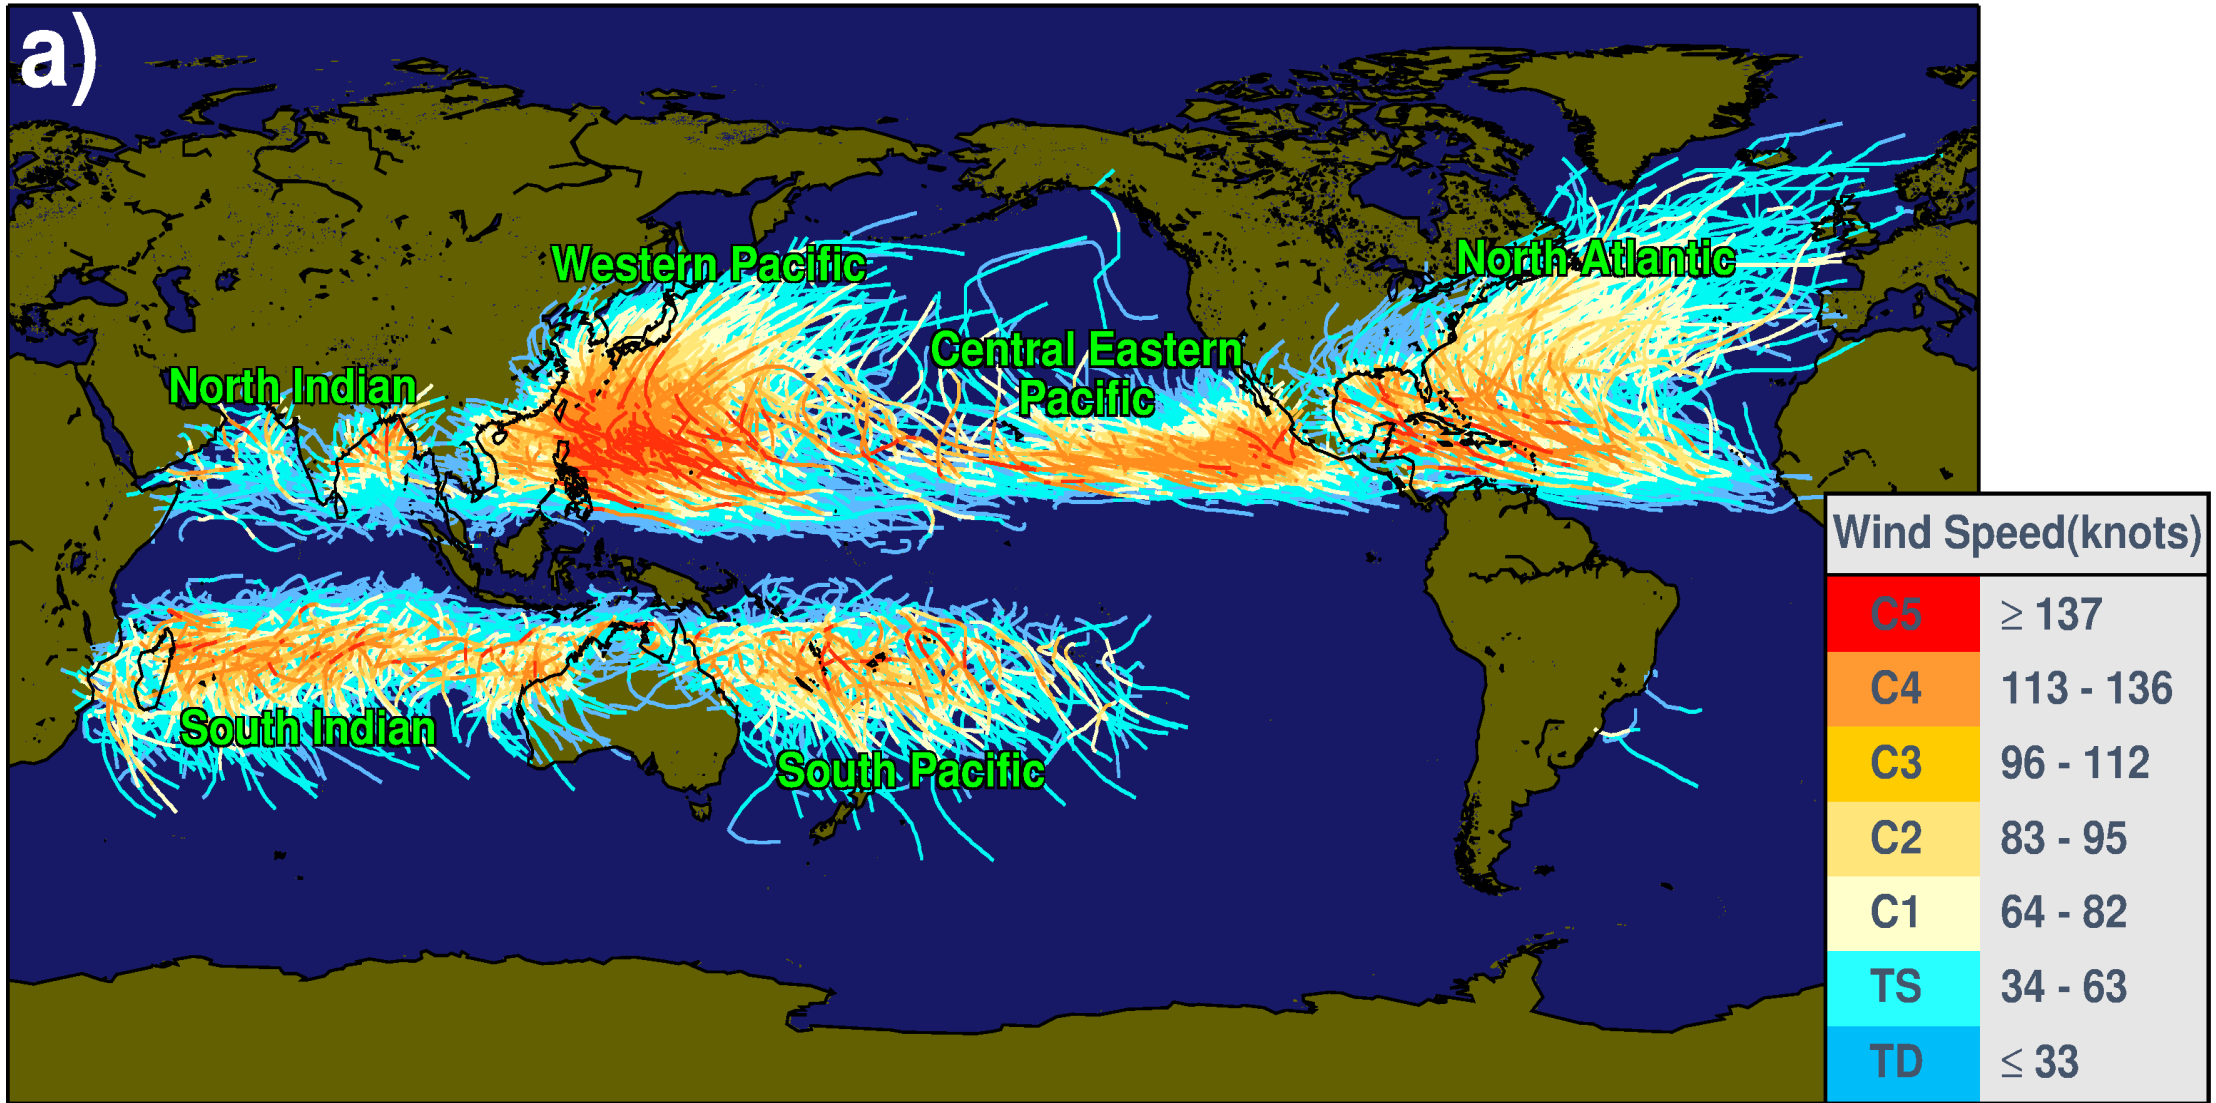 a)
Western Pacific
North Atlantic
Central Eastern
Pacific
North Indian
South Indian
South Pacific
Wind Speed(knots)
C5 ≥ 137
C4 113 - 136
C3 96 - 112
C2 83 - 95
C1 64 - 82
TS 34 - 63
TD ≤ 33